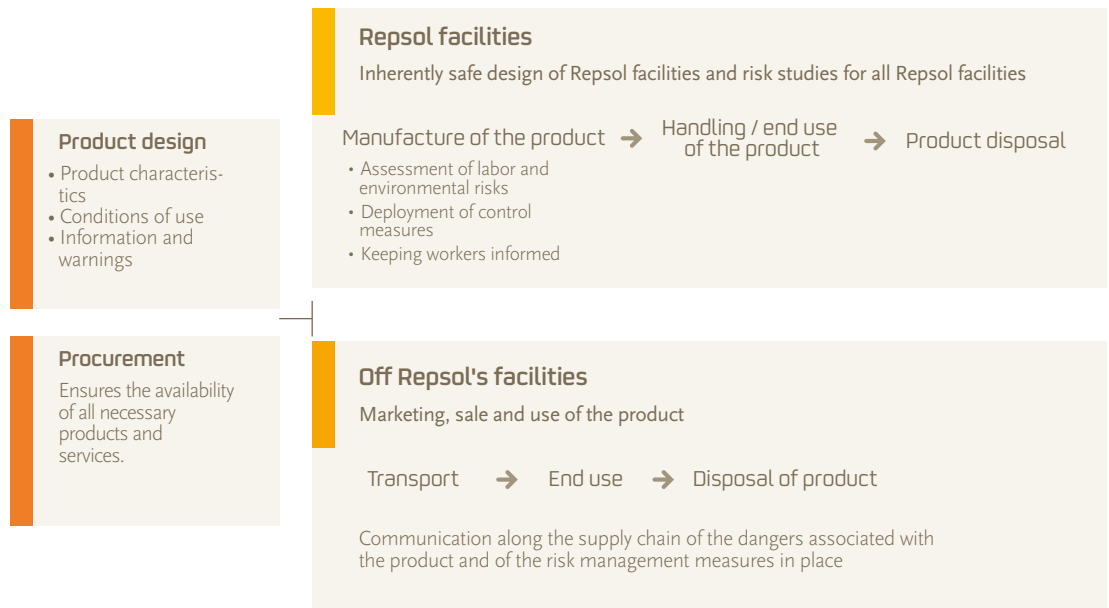 Product design
• Product characteris-
tics
• Conditions of use
• Information and
warnings
Procurement
Ensures the availability
of all necessary
products and
services.
Repsol facilities
Inherently safe design of Repsol facilities and risk studies for all Repsol facilities
Manufacture of the product → Handling / end use
of the product → Product disposal
• Assessment of labor and
environmental risks
• Deployment of control
measures
• Keeping workers informed
Off Repsol's facilities
Marketing, sale and use of the product
Transport → End use → Disposal of product
Communication along the supply chain of the dangers associated with
the product and of the risk management measures in place